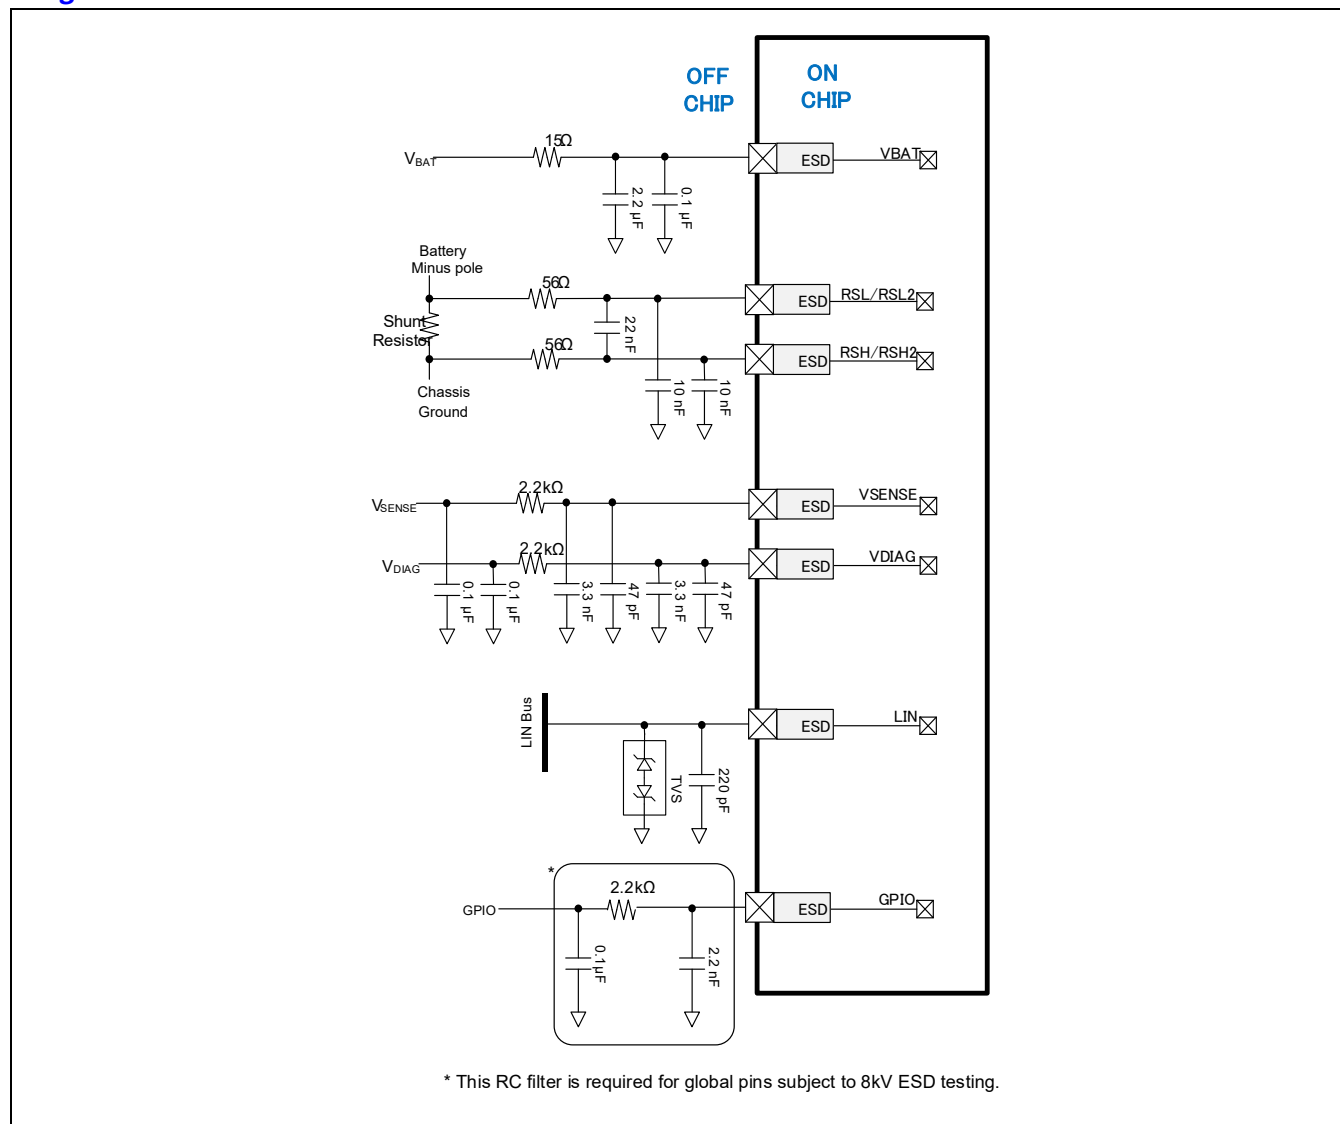 OFF
CHIP
ON
CHIP
VBAT
15Ω
2.2 µF
0.1 µF
ESD
VBAT
Battery
Minus pole
56Ω
Shunt
Resistor
22 nF
56Ω
10 nF
10 nF
Chassis
Ground
ESD
RSL/RSL2
ESD
RSH/RSH2
VSENSE
2.2kΩ
VDIAG
2.2kΩ
0.1 µF
0.1 µF
3.3 nF
47 pF
3.3 nF
47 pF
ESD
VSENSE
ESD
VDIAG
LIN Bus
TVS
220 pF
ESD
LIN
*
GPIO
2.2kΩ
0.1µF
2.2 nF
ESD
GPIO
* This RC filter is required for global pins subject to 8kV ESD testing.